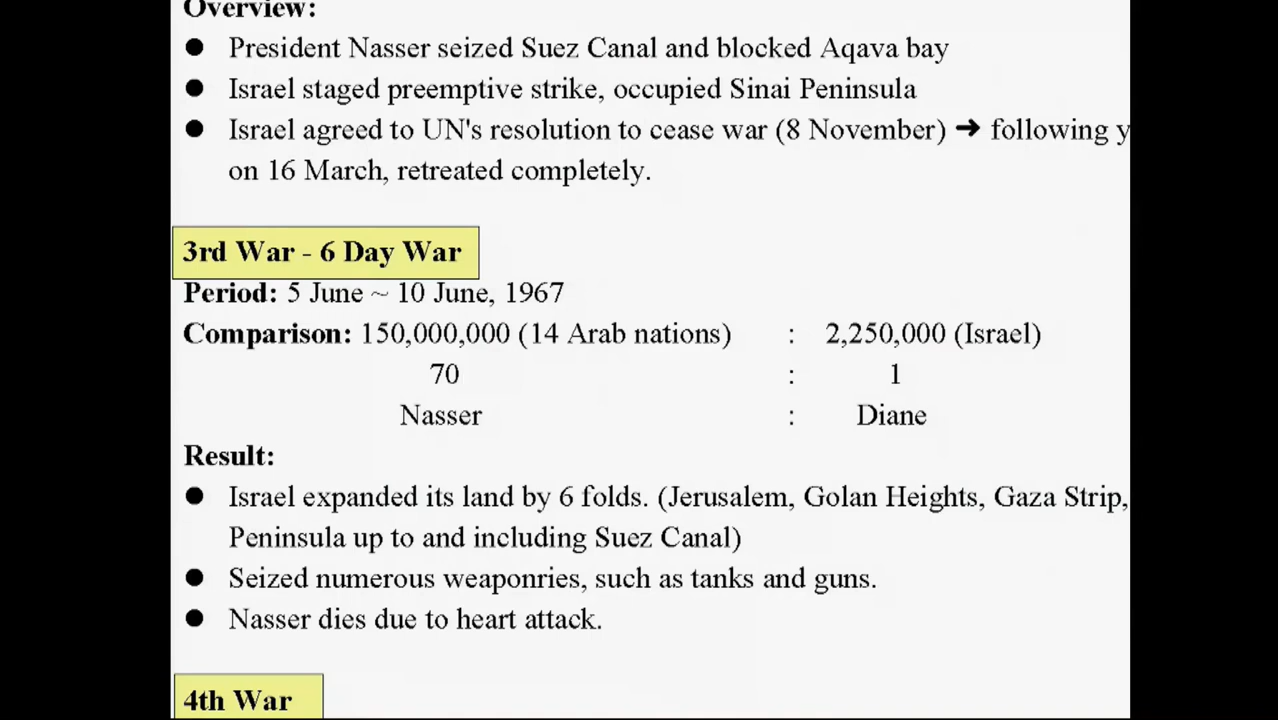 Overview:
● President Nasser seized Suez Canal and blocked Aqava bay
● Israel staged preemptive strike, occupied Sinai Peninsula
● Israel agreed to UN's resolution to cease war (8 November) ➔ following y
on 16 March, retreated completely.
3rd War - 6 Day War
Period: 5 June ~ 10 June, 1967
Comparison: 150,000,000 (14 Arab nations) : 2,250,000 (Israel)
70 : 1
Nasser : Diane
Result:
● Israel expanded its land by 6 folds. (Jerusalem, Golan Heights, Gaza Strip,
Peninsula up to and including Suez Canal)
● Seized numerous weaponries, such as tanks and guns.
● Nasser dies due to heart attack.
4th War